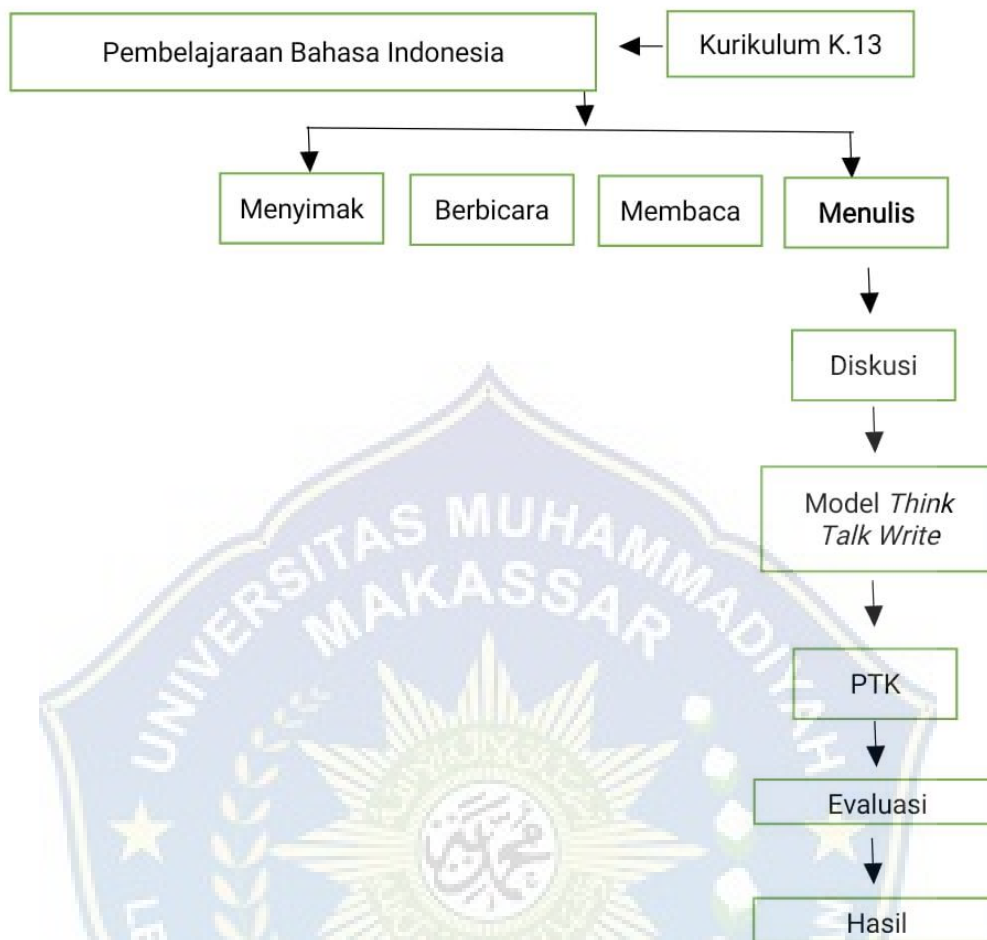 Pembelajaraan Bahasa Indonesia
Kurikulum K.13
Menyimak
Berbicara
Membaca
Menulis
Diskusi
Model Think
Talk Write
UNIVERSITAS MUHAMMADIYAH
MAKASSAR
PTK
Evaluasi
Hasil